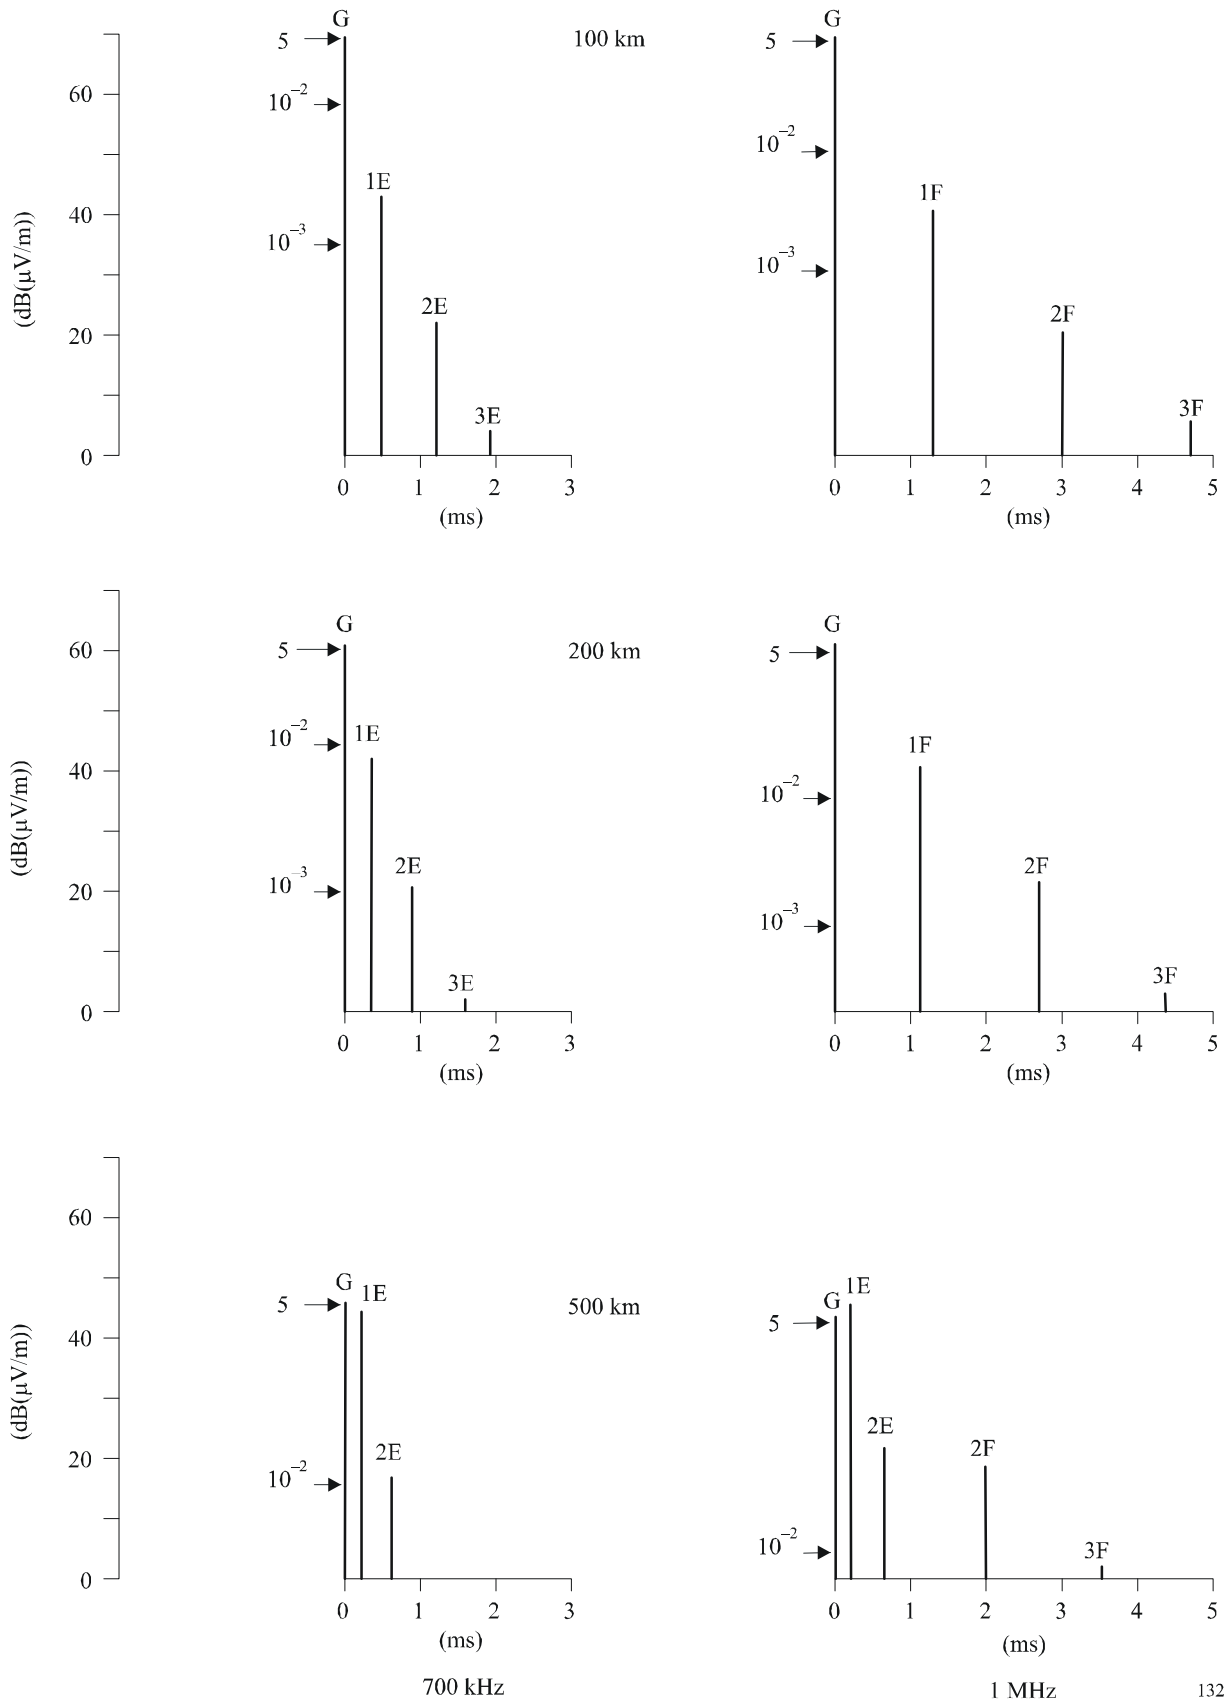 G
5
10⁻²
1E
10⁻³
2E
3E
100 km
G
5
10⁻²
1F
10⁻³
2F
3F
60
40
20
0
(dB(μV/m))
0 1 2 3
(ms)
0 1 2 3 4 5
(ms)
G
5
200 km
10⁻²
1E
10⁻³
2E
3E
G
5
1F
10⁻²
2F
10⁻³
3F
60
40
20
0
(dB(μV/m))
0 1 2 3
(ms)
0 1 2 3 4 5
(ms)
G
1E
5
500 km
2E
10⁻²
1E
G
5
2E
2F
10⁻²
3F
60
40
20
0
(dB(μV/m))
0 1 2 3
(ms)
0 1 2 3 4 5
(ms)
700 kHz
1 MHz
132